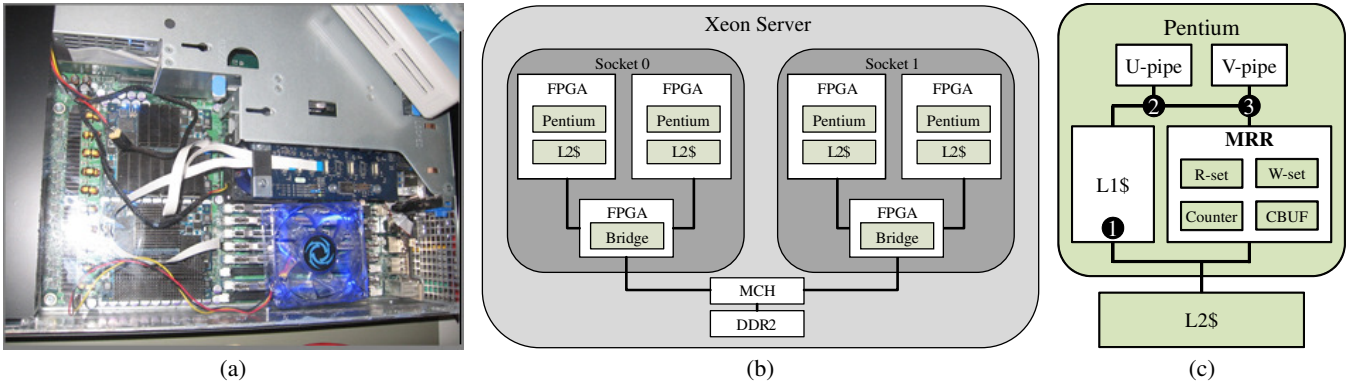 Xeon Server
Socket 0
Socket 1
FPGA
FPGA
FPGA
FPGA
Pentium
Pentium
Pentium
Pentium
L2$
L2$
L2$
L2$
FPGA
FPGA
Bridge
Bridge
MCH
DDR2
Pentium
U-pipe
V-pipe
2
3
L1$
MRR
R-set
W-set
Counter
CBUF
1
L2$
(a)
(b)
(c)